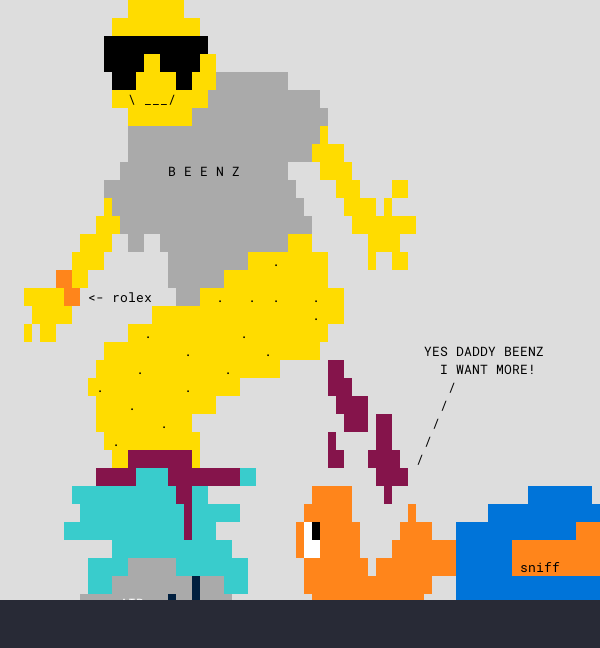 \ ___/
B E E N Z
<- rolex
YES DADDY BEENZ
I WANT MORE!
sniff